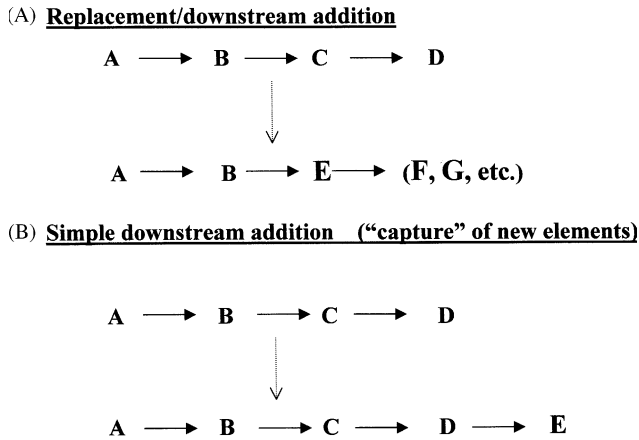 (A) Replacement/downstream addition
A B C D
A B E (F, G, etc.)
(B) Simple downstream addition (“capture” of new elements)
A B C D
A B C D E